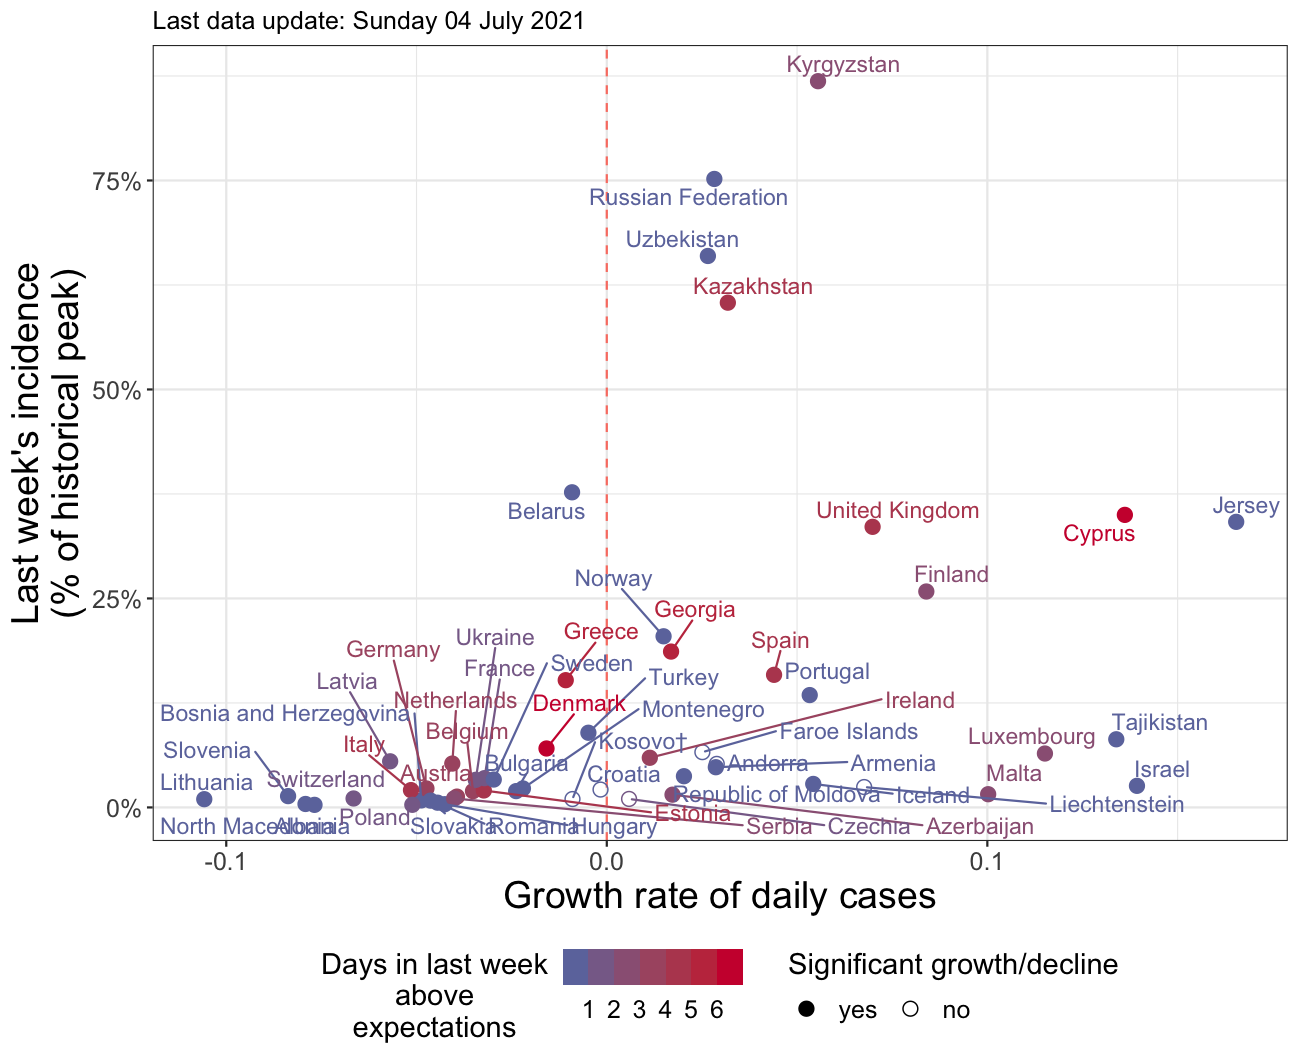 Last data update: Sunday 04 July 2021
Last week's incidence
(% of historical peak)
75%
50%
25%
0%
Kyrgyzstan
Russian Federation
Uzbekistan
Kazakhstan
Belarus
United Kingdom
Jersey
Cyprus
Finland
Norway
Georgia
Greece
Ukraine
Germany
Spain
Sweden
France
Portugal
Turkey
Latvia
Netherlands
Denmark
Ireland
Bosnia and Herzegovina
Montenegro
Tajikistan
Belgium
Faroe Islands
Luxembourg
Italy
Kosovo†
Slovenia
Bulgaria
Andorra
Armenia
Israel
Austria
Croatia
Malta
Lithuania
Switzerland
Republic of Moldova
Iceland
Liechtenstein
Poland
Estonia
North Macedonia
Albania
Slovakia
Romania
Hungary
Serbia
Czechia
Azerbaijan
-0.1
0.0
0.1
Growth rate of daily cases
Days in last week
above
expectations
1 2 3 4 5 6
Significant growth/decline
yes
no